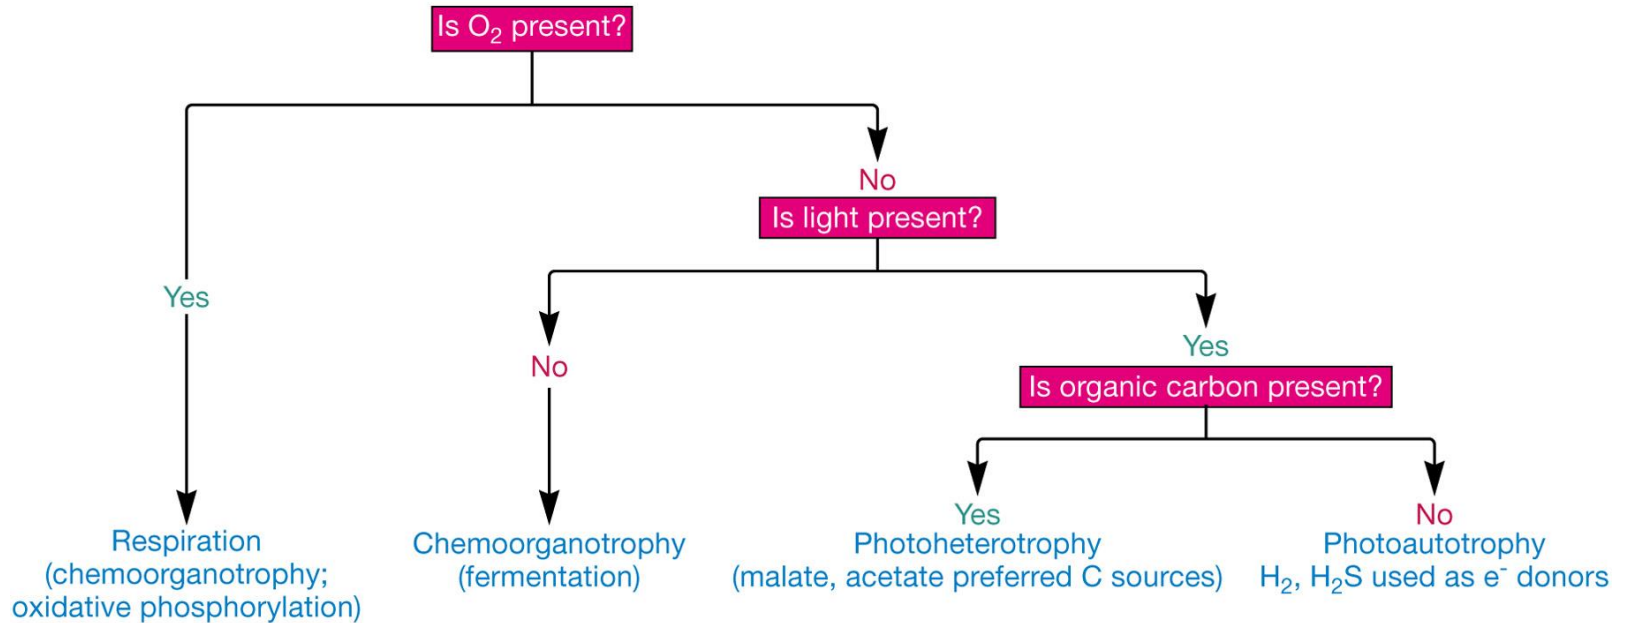 Is O₂ present?
No
Is light present?
Yes
No
Yes
Is organic carbon present?
Yes
No
Respiration
(chemoorganotrophy;
oxidative phosphorylation)
Chemoorganotrophy
(fermentation)
Photoheterotrophy
(malate, acetate preferred C sources)
Photoautotrophy
H₂, H₂S used as e⁻ donors